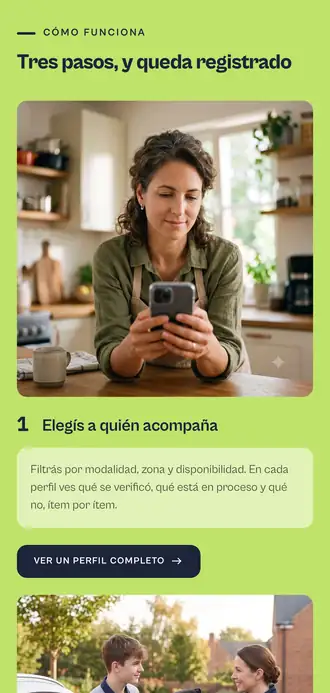 CÓMO FUNCIONA
Tres pasos, y queda registrado
1 Elegís a quién acompaña
Filtrás por modalidad, zona y disponibilidad. En cada
perfil ves qué se verificó, qué está en proceso y qué
no, ítem por ítem.
VER UN PERFIL COMPLETO →